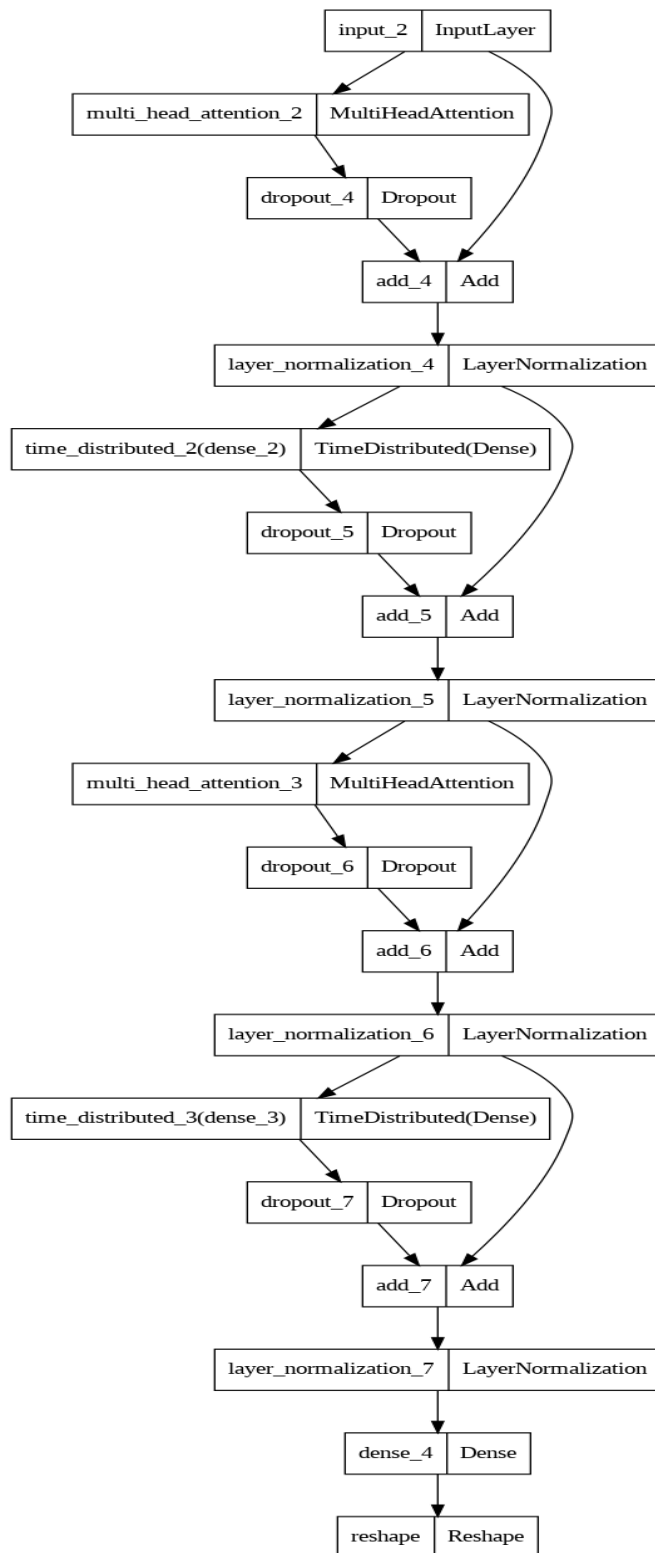 input_2 InputLayer
multi_head_attention_2 MultiHeadAttention
dropout_4 Dropout
add_4 Add
layer_normalization_4 LayerNormalization
time_distributed_2(dense_2) TimeDistributed(Dense)
dropout_5 Dropout
add_5 Add
layer_normalization_5 LayerNormalization
multi_head_attention_3 MultiHeadAttention
dropout_6 Dropout
add_6 Add
layer_normalization_6 LayerNormalization
time_distributed_3(dense_3) TimeDistributed(Dense)
dropout_7 Dropout
add_7 Add
layer_normalization_7 LayerNormalization
dense_4 Dense
reshape Reshape